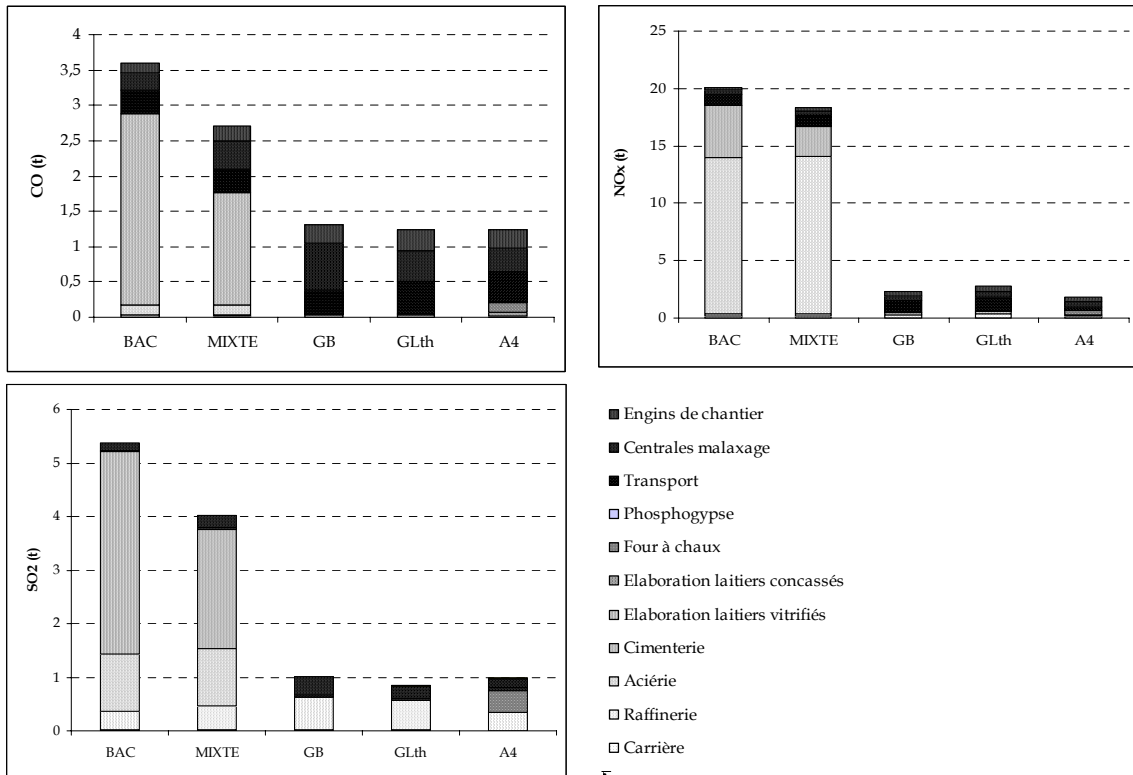 4
3,5
3
2,5
2
1,5
1
0,5
0
CO (t)
BAC MIXTE GB GLth A4
25
20
15
10
5
0
NOx (t)
BAC MIXTE GB GLth A4
6
5
4
3
2
1
0
SO2 (t)
BAC MIXTE GB GLth A4
Engins de chantier
Centrales malaxage
Transport
Phosphogypse
Four à chaux
Elaboration laitiers concassés
Elaboration laitiers vitrifiés
Cimenterie
Aciérie
Raffinerie
Carrière